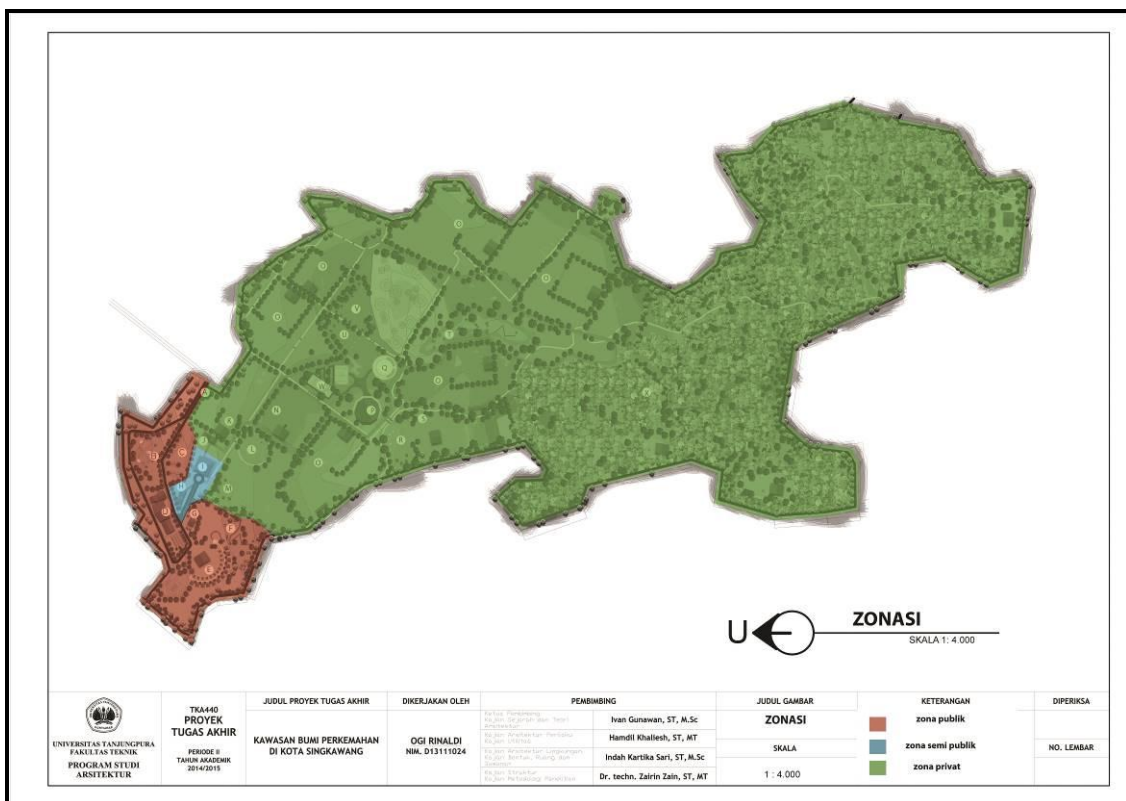 U
ZONASI
SKALA 1: 4.000
UNIVERSITAS TANJUNGPURA
FAKULTAS TEKNIK
PROGRAM STUDI
ARSITEKTUR
TKA440
PROYEK
TUGAS AKHIR
PERIODE II
TAHUN AKADEMIK
2014/2015
JUDUL PROYEK TUGAS AKHIR
KAWASAN BUMI PERKEMAHAN
DI KOTA SINGKAWANG
DIKERJAKAN OLEH
OGI RINALDI
NIM. D13111024
PEMBIMBING
Ivan Gunawan, ST, M.Sc
Hamdil Khaliesh, ST, MT
Indah Kartika Sari, ST, M.Sc
Dr. techn. Zairin Zain, ST, MT
JUDUL GAMBAR
ZONASI
SKALA
1 : 4.000
KETERANGAN
zona publik
zona semi publik
zona privat
DIPERIKSA
NO. LEMBAR